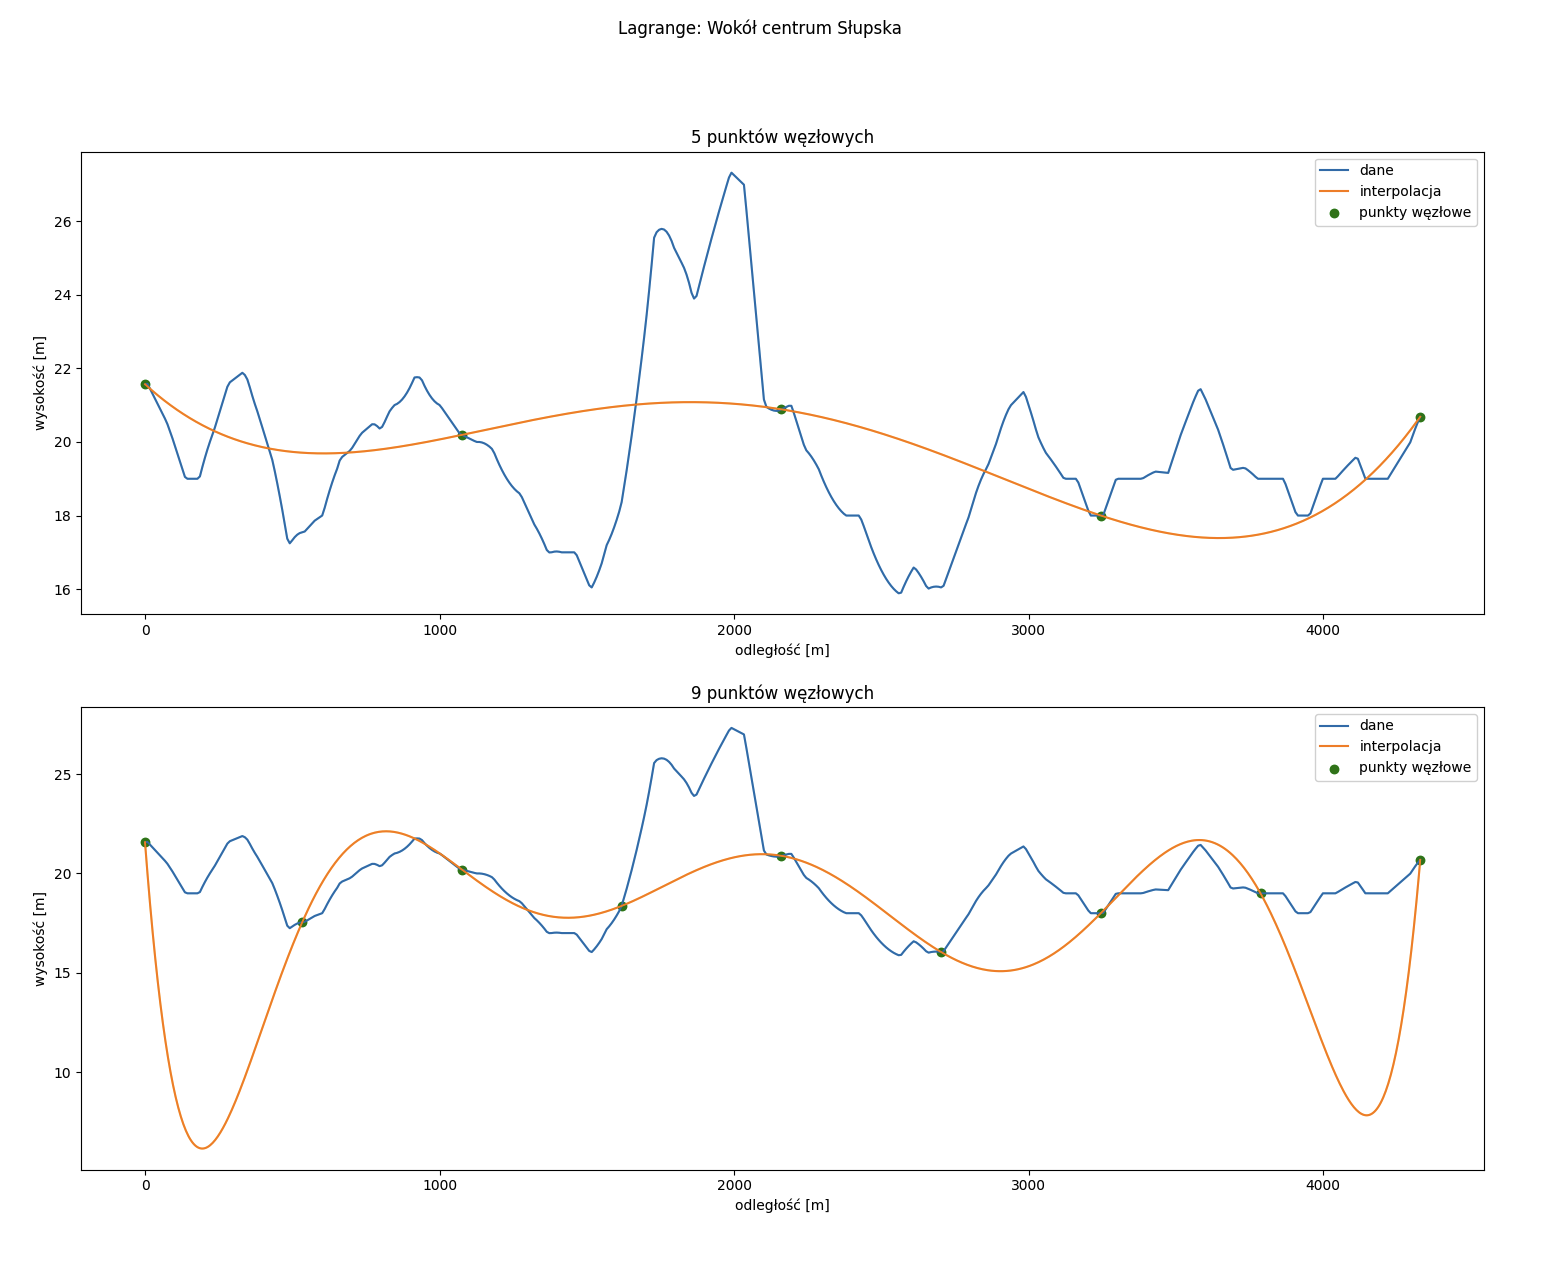 Lagrange: Wokół centrum Słupska
5 punktów węzłowych
dane
interpolacja
punkty węzłowe
wysokość [m]
26
24
22
20
18
16
0 1000 2000 3000 4000
odległość [m]
9 punktów węzłowych
dane
interpolacja
punkty węzłowe
wysokość [m]
25
20
15
10
0 1000 2000 3000 4000
odległość [m]